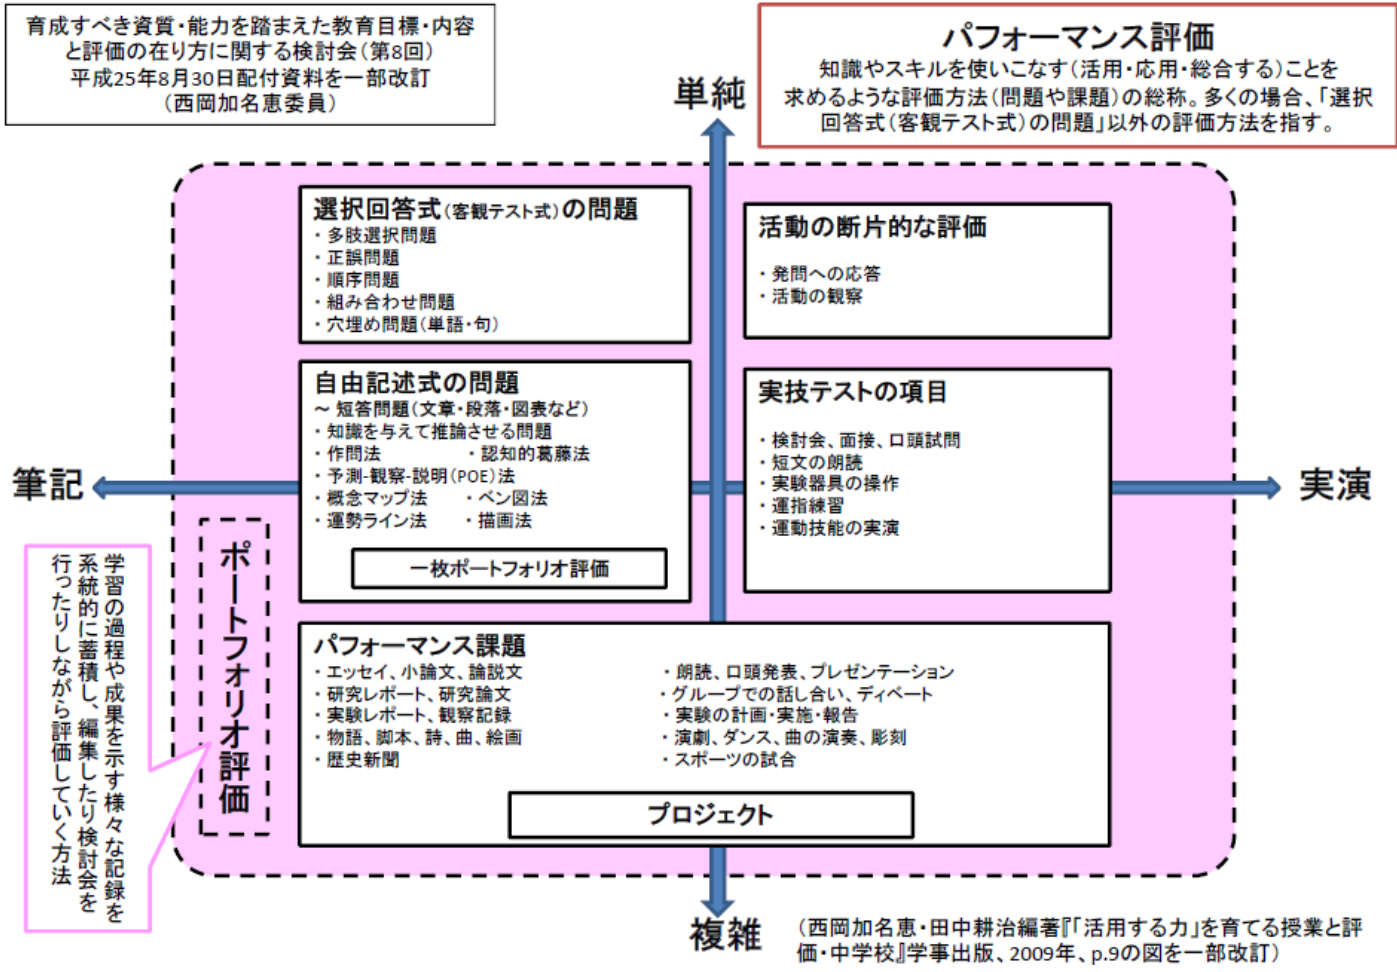 育成すべき資質・能力を踏まえた教育目標・内容
と評価の在り方に関する検討会（第8回）
平成25年8月30日配付資料を一部改訂
（西岡加名恵委員）
パフォーマンス評価
知識やスキルを使いこなす（活用・応用・総合する）ことを
求めるような評価方法（問題や課題）の総称。多くの場合、「選択
回答式（客観テスト式）の問題」以外の評価方法を指す。
単純
選択回答式（客観テスト式）の問題
・多肢選択問題
・正誤問題
・順序問題
・組み合わせ問題
・穴埋め問題（単語・句）
活動の断片的な評価
・発問への応答
・活動の観察
自由記述式の問題
～ 短答問題（文章・段落・図表など）
・知識を与えて推論させる問題
・作問法　・認知的葛藤法
・予測-観察-説明（POE）法
・概念マップ法　・ベン図法
・運勢ライン法　・描画法
一枚ポートフォリオ評価
実技テストの項目
・検討会、面接、口頭試問
・短文の朗読
・実験器具の操作
・運指練習
・運動技能の実演
筆記
実演
ポートフォリオ評価
学習の過程や成果を示す様々な記録を
系統的に蓄積し、編集したり検討会を
行ったりしながら評価していく方法
パフォーマンス課題
・エッセイ、小論文、論説文
・研究レポート、研究論文
・実験レポート、観察記録
・物語、脚本、詩、曲、絵画
・歴史新聞
・朗読、口頭発表、プレゼンテーション
・グループでの話し合い、ディベート
・実験の計画・実施・報告
・演劇、ダンス、曲の演奏、彫刻
・スポーツの試合
プロジェクト
複雑
（西岡加名恵・田中耕治編著『「活用する力」を育てる授業と評
価・中学校』学事出版、2009年、p.9の図を一部改訂）